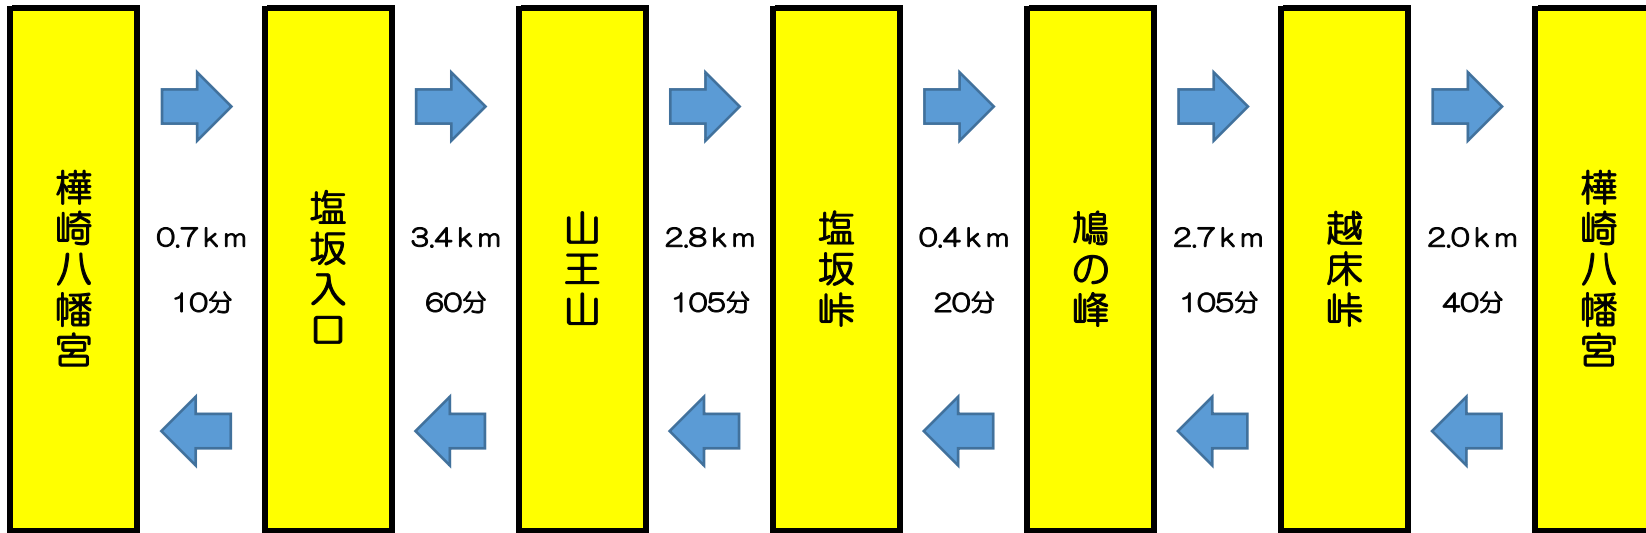 樺崎八幡宮
0.7km
10分
塩坂入口
3.4km
60分
山王山
2.8km
105分
塩坂峠
0.4km
20分
鳩の峰
2.7km
105分
越床峠
2.0km
40分
樺崎八幡宮